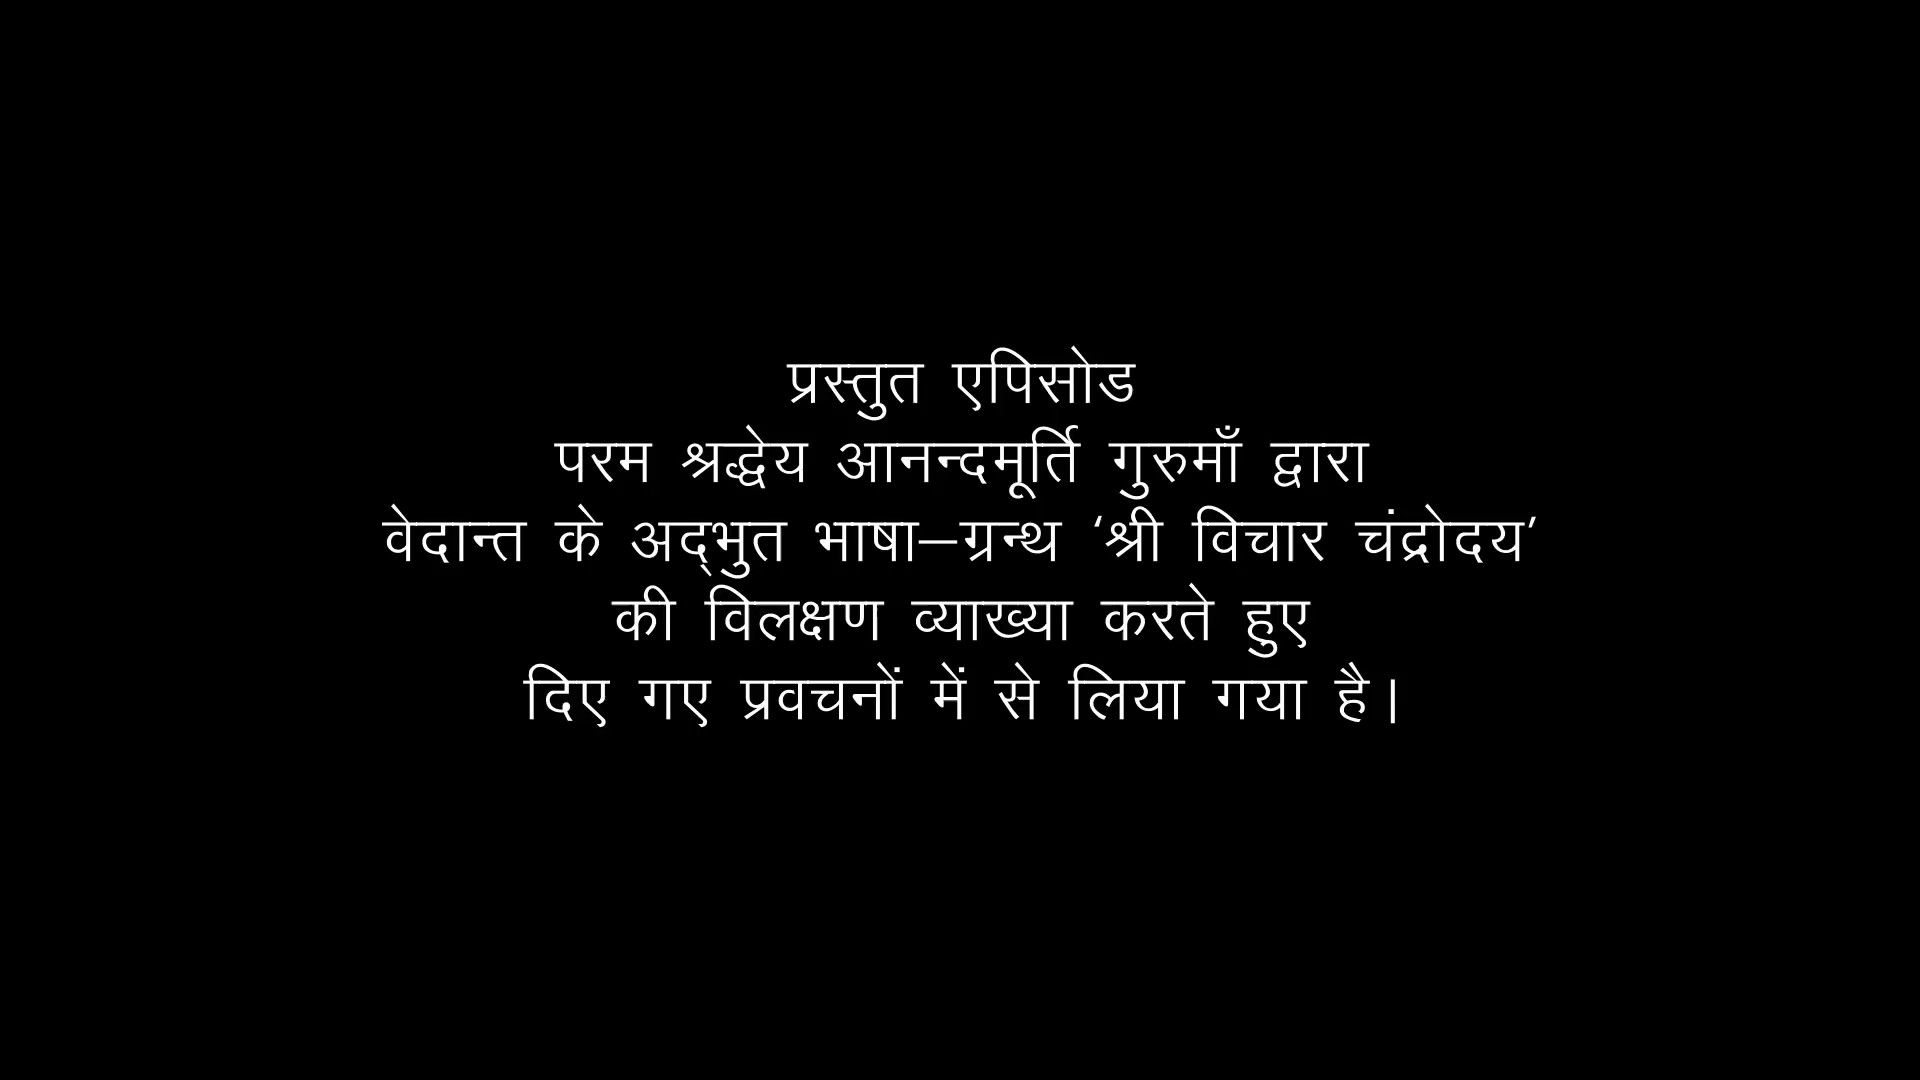 प्रस्तुत एपिसोड
परम श्रद्धेय आनन्दमूर्ति गुरुमाँ द्वारा
वेदान्त के अद्‌भुत भाषा–ग्रन्थ ‘श्री विचार चंद्रोदय’
की विलक्षण व्याख्या करते हुए
दिए गए प्रवचनों में से लिया गया है।